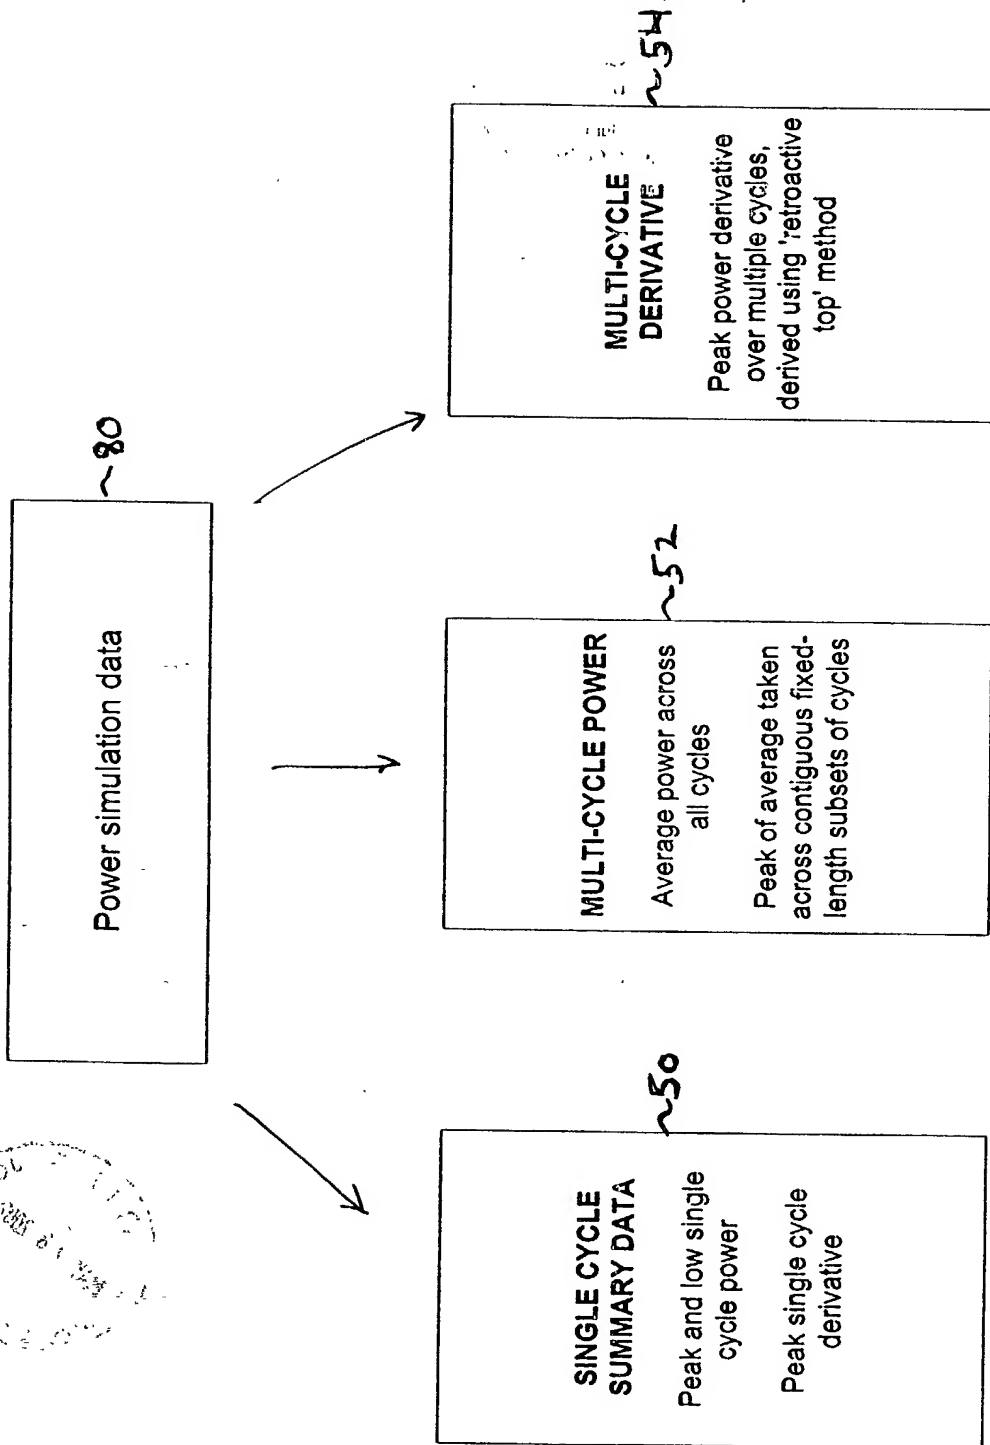 Power simulation data
~80
SINGLE CYCLE
SUMMARY DATA
Peak and low single
cycle power
Peak single cycle
derivative
~50
MULTI-CYCLE POWER
Average power across
all cycles
Peak of average taken
across contiguous fixed-
length subsets of cycles
~52
MULTI-CYCLE
DERIVATIVE
Peak power derivative
over multiple cycles,
derived using 'retroactive
top' method
~54